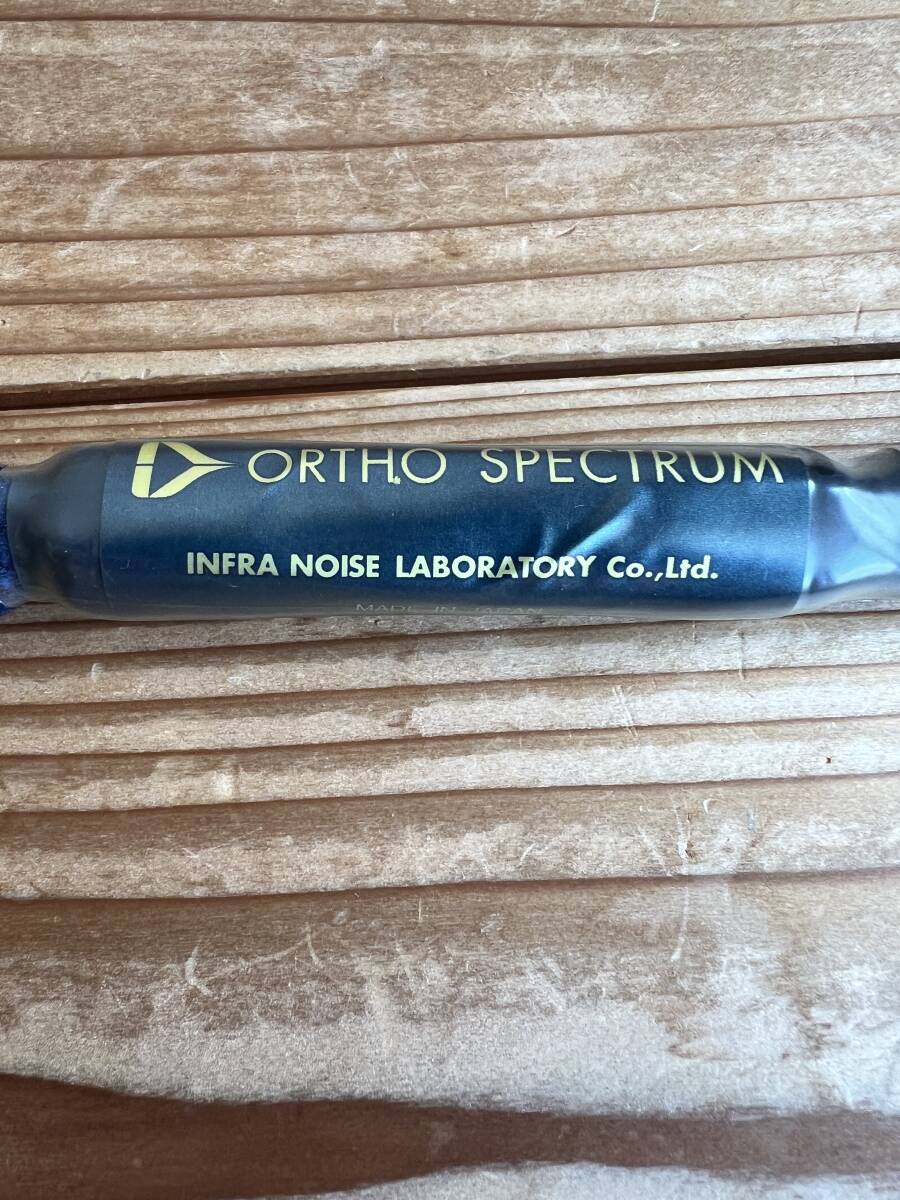 ORTHO SPECTRUM
INFRA NOISE LABORATORY Co.,Ltd.
MADE IN JAPAN